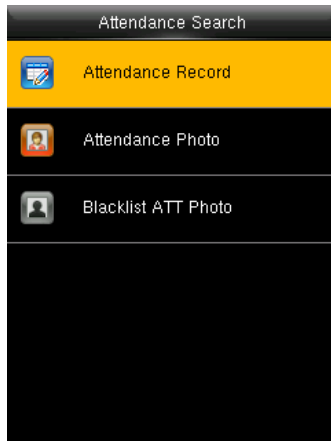 Attendance Search
Attendance Record
Attendance Photo
Blacklist ATT Photo